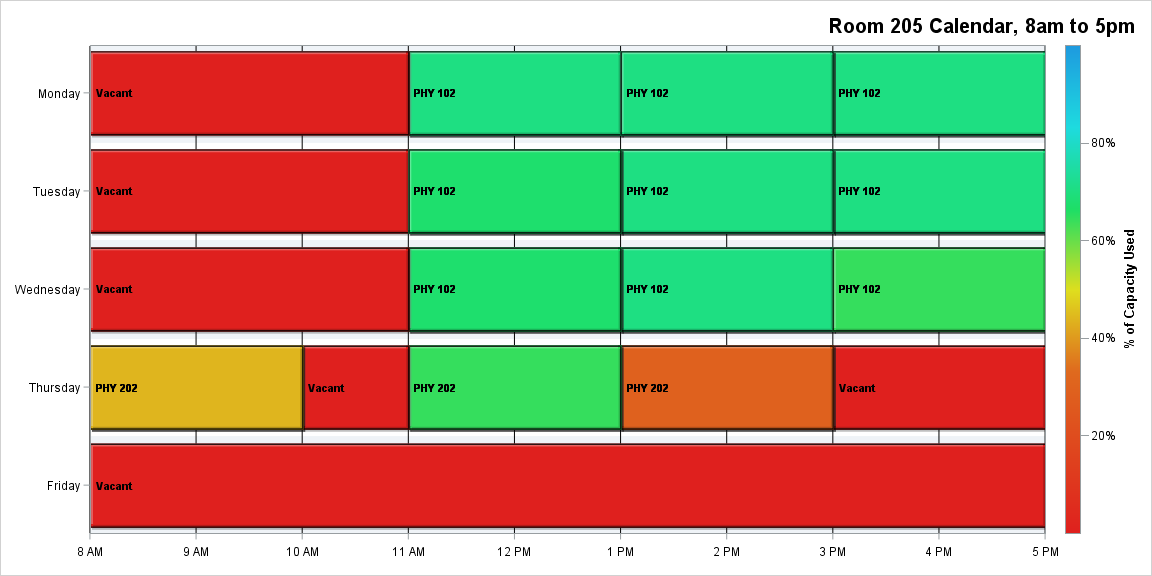 Room 205 Calendar, 8am to 5pm
Monday
Vacant
PHY 102
PHY 102
PHY 102
Tuesday
Vacant
PHY 102
PHY 102
PHY 102
Wednesday
Vacant
PHY 102
PHY 102
PHY 102
Thursday
PHY 202
Vacant
PHY 202
PHY 202
Vacant
Friday
Vacant
8 AM
9 AM
10 AM
11 AM
12 PM
1 PM
2 PM
3 PM
4 PM
5 PM
80%
60%
40%
20%
% of Capacity Used